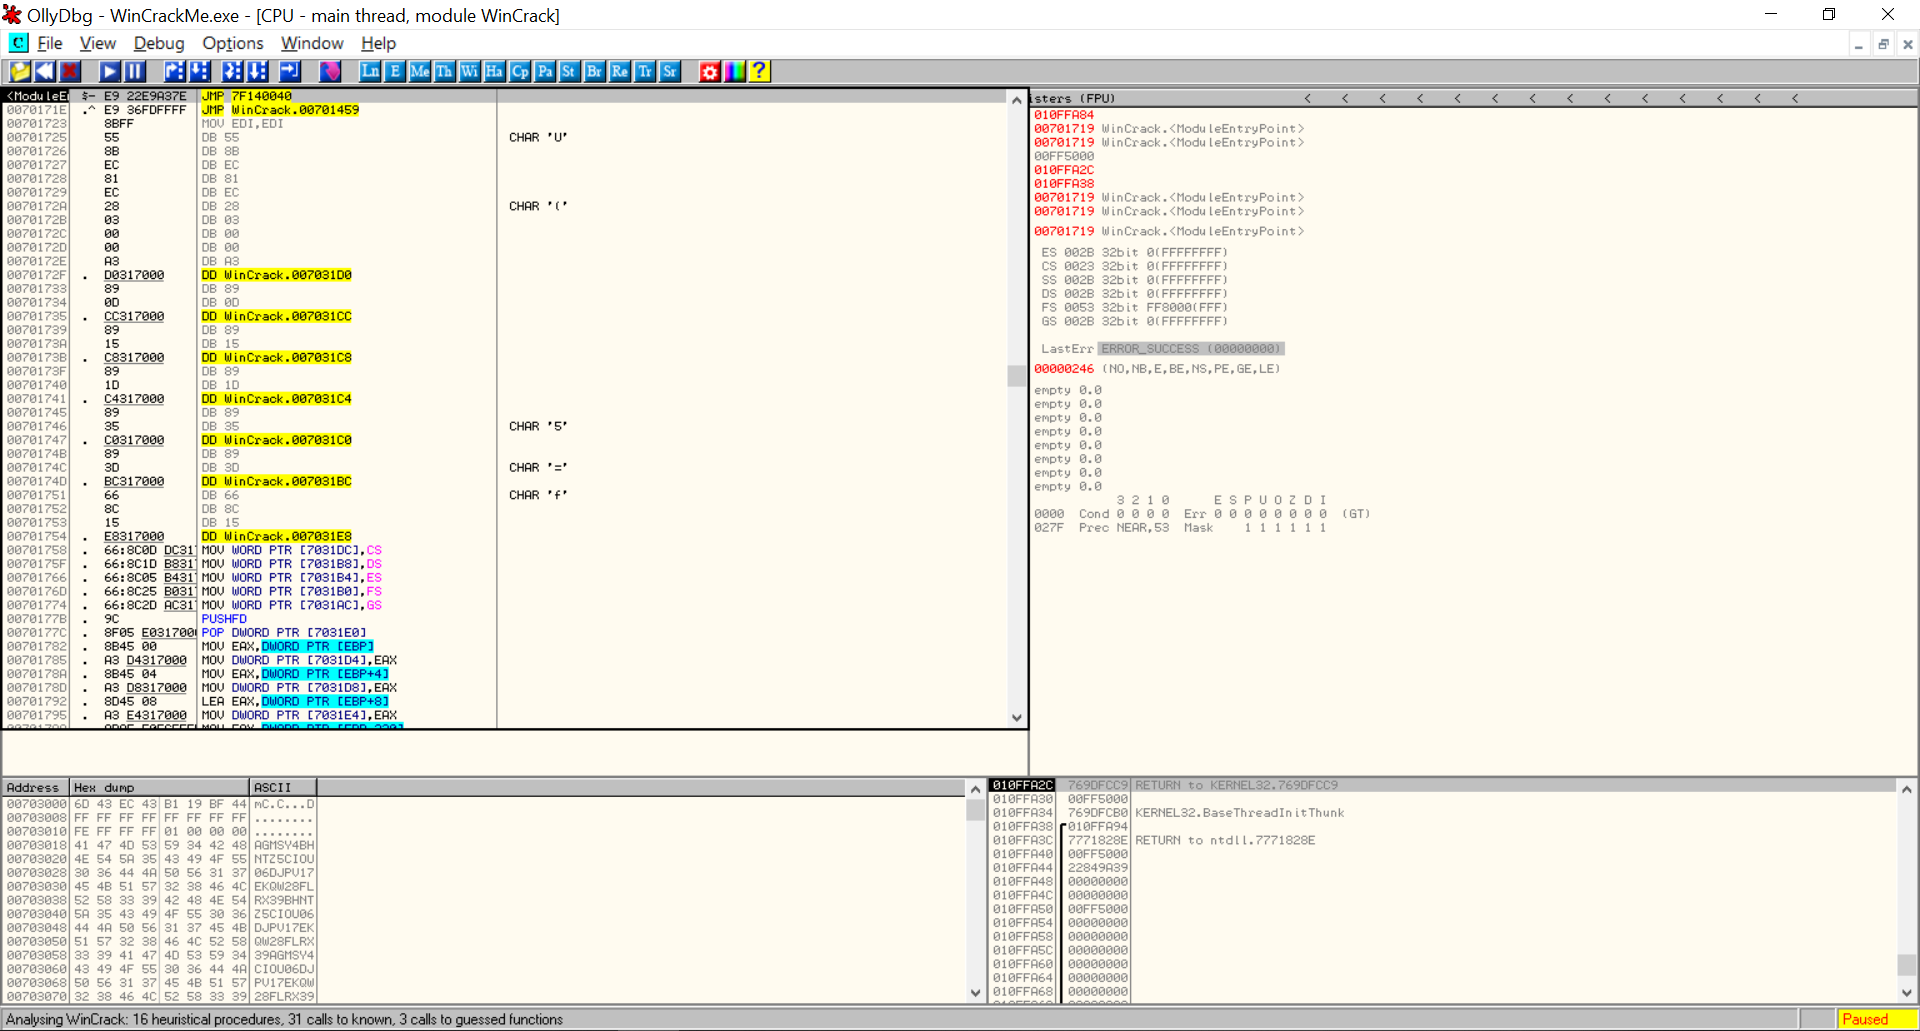 OllyDbg - WinCrackMe.exe - [CPU - main thread, module WinCrack]
C File View Debug Options Window Help
Ln E Me Th Wi Ha Cp Pa St Br Re Tr Sr ?
<ModuleEn $- E9 22E9A37E JMP 7F140040
0070171E .^ E9 36FDFFFF JMP WinCrack.00701459
00701723 8BFF MOV EDI,EDI
00701725 55 DB 55 CHAR 'U'
00701726 8B DB 8B
00701727 EC DB EC
00701728 81 DB 81
00701729 EC DB EC
0070172A 28 DB 28 CHAR '('
0070172B 03 DB 03
0070172C 00 DB 00
0070172D 00 DB 00
0070172E A3 DB A3
0070172F . D0317000 DD WinCrack.007031D0
00701733 89 DB 89
00701734 0D DB 0D
00701735 . CC317000 DD WinCrack.007031CC
00701739 89 DB 89
0070173A 15 DB 15
0070173B . C8317000 DD WinCrack.007031C8
0070173F 89 DB 89
00701740 1D DB 1D
00701741 . C4317000 DD WinCrack.007031C4
00701745 89 DB 89
00701746 35 DB 35 CHAR '5'
00701747 . C0317000 DD WinCrack.007031C0
0070174B 89 DB 89
0070174C 3D DB 3D CHAR '='
0070174D . BC317000 DD WinCrack.007031BC
00701751 66 DB 66 CHAR 'f'
00701752 8C DB 8C
00701753 15 DB 15
00701754 . E8317000 DD WinCrack.007031E8
00701758 . 66:8C0D DC31 MOV WORD PTR [7031DC],CS
0070175F . 66:8C1D B831 MOV WORD PTR [7031B8],DS
00701766 . 66:8C05 B431 MOV WORD PTR [7031B4],ES
0070176D . 66:8C25 B031 MOV WORD PTR [7031B0],FS
00701774 . 66:8C2D AC31 MOV WORD PTR [7031AC],GS
0070177B . 9C PUSHFD
0070177C . 8F05 E0317000 POP DWORD PTR [7031E0]
00701782 . 8B45 00 MOV EAX,DWORD PTR [EBP]
00701785 . A3 D4317000 MOV DWORD PTR [7031D4],EAX
0070178A . 8B45 04 MOV EAX,DWORD PTR [EBP+4]
0070178D . A3 D8317000 MOV DWORD PTR [7031D8],EAX
00701792 . 8D45 08 LEA EAX,DWORD PTR [EBP+8]
00701795 . A3 E4317000 MOV DWORD PTR [7031E4],EAX
isters (FPU) < < < < < < < < < < < < < <
010FFA84
00701719 WinCrack.<ModuleEntryPoint>
00701719 WinCrack.<ModuleEntryPoint>
00FF5000
010FFA2C
010FFA38
00701719 WinCrack.<ModuleEntryPoint>
00701719 WinCrack.<ModuleEntryPoint>
00701719 WinCrack.<ModuleEntryPoint>
ES 002B 32bit 0(FFFFFFFF)
CS 0023 32bit 0(FFFFFFFF)
SS 002B 32bit 0(FFFFFFFF)
DS 002B 32bit 0(FFFFFFFF)
FS 0053 32bit FF8000(FFF)
GS 002B 32bit 0(FFFFFFFF)
LastErr ERROR_SUCCESS (00000000)
00000246 (NO,NB,E,BE,NS,PE,GE,LE)
empty 0.0
empty 0.0
empty 0.0
empty 0.0
empty 0.0
empty 0.0
empty 0.0
empty 0.0
3 2 1 0 E S P U O Z D I
0000 Cond 0 0 0 0 Err 0 0 0 0 0 0 0 0 (GT)
027F Prec NEAR,53 Mask 1 1 1 1 1 1
Address Hex dump ASCII
00703000 6D 43 EC 43 B1 19 BF 44 mC.C...D
00703008 FF FF FF FF FF FF FF FF ........
00703010 FE FF FF FF 01 00 00 00 ........
00703018 41 47 4D 53 59 34 42 48 AGMSY4BH
00703020 4E 54 5A 35 43 49 4F 55 NTZ5CIOU
00703028 30 36 44 4A 50 56 31 37 06DJPV17
00703030 45 4B 51 57 32 38 46 4C EKQW28FL
00703038 52 58 33 39 42 48 4E 54 RX39BHNT
00703040 5A 35 43 49 4F 55 30 36 Z5CIOU06
00703048 44 4A 50 56 31 37 45 4B DJPV17EK
00703050 51 57 32 38 46 4C 52 58 QW28FLRX
00703058 33 39 41 47 4D 53 59 34 39AGMSY4
00703060 43 49 4F 55 30 36 44 4A CIOU06DJ
00703068 50 56 31 37 45 4B 51 57 PV17EKQW
00703070 32 38 46 4C 52 58 33 39 28FLRX39
010FFA2C 769DFCC9 RETURN to KERNEL32.769DFCC9
010FFA30 00FF5000
010FFA34 769DFCB0 KERNEL32.BaseThreadInitThunk
010FFA38 010FFA94
010FFA3C 7771828E RETURN to ntdll.7771828E
010FFA40 00FF5000
010FFA44 22849A39
010FFA48 00000000
010FFA4C 00000000
010FFA50 00FF5000
010FFA54 00000000
010FFA58 00000000
010FFA5C 00000000
010FFA60 00000000
010FFA64 00000000
010FFA68 00000000
Analysing WinCrack: 16 heuristical procedures, 31 calls to known, 3 calls to guessed functions
Paused